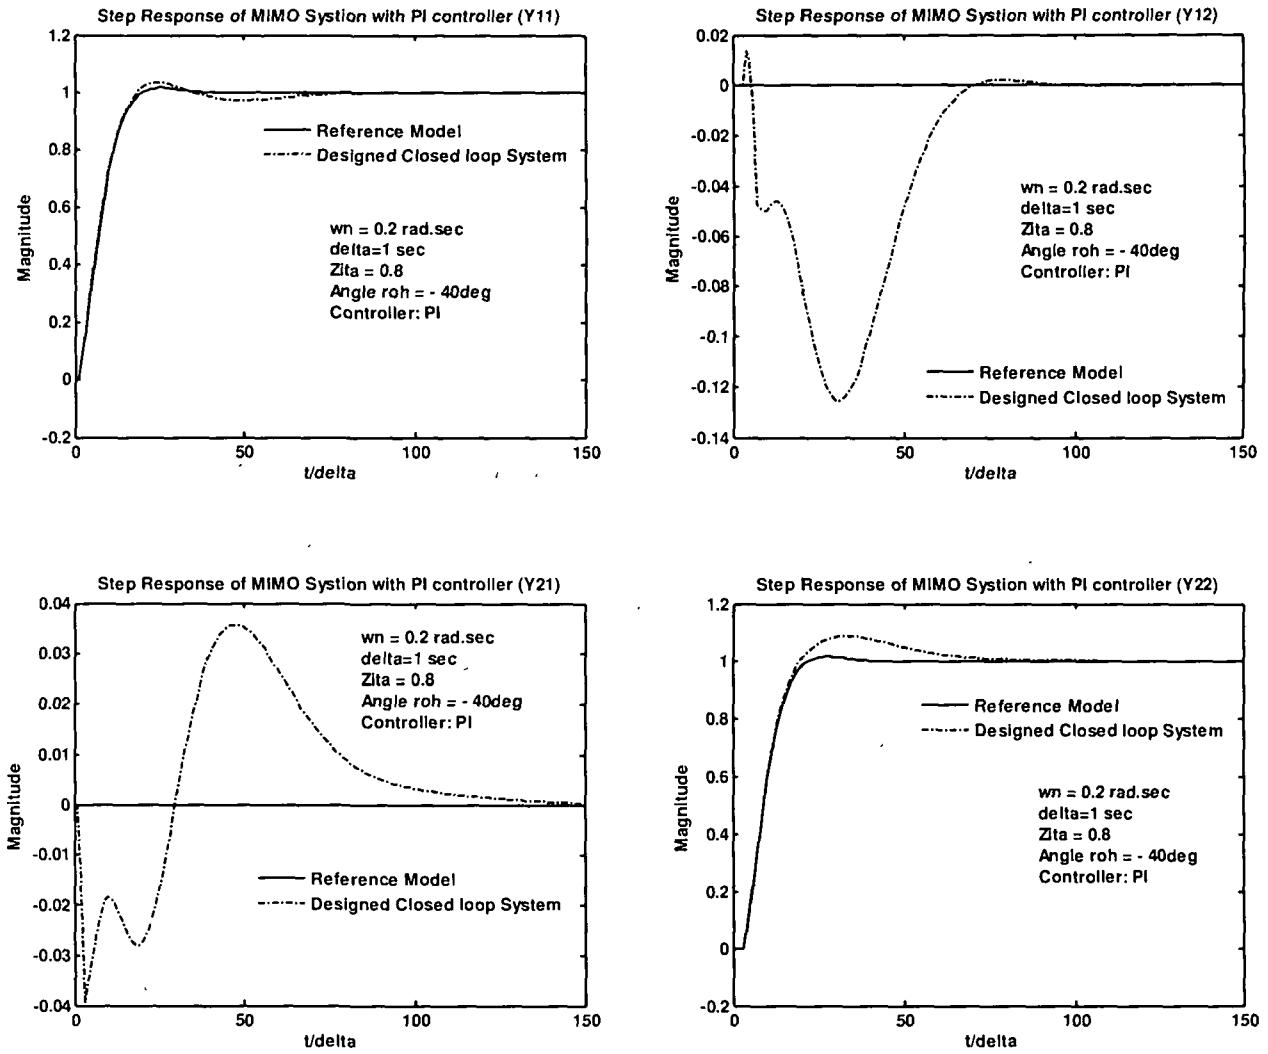 Step Response of MIMO Systion with PI controller (Y11)
1.2
1
0.8
0.6
0.4
0.2
0
-0.2
0
50
100
150
Magnitude
t/delta
Reference Model
Designed Closed loop System
wn = 0.2 rad.sec
delta=1 sec
Zita = 0.8
Angle roh = - 40deg
Controller: PI
Step Response of MIMO Systion with PI controller (Y12)
0.02
0
-0.02
-0.04
-0.06
-0.08
-0.1
-0.12
-0.14
0
50
100
150
Magnitude
t/delta
wn = 0.2 rad.sec
delta=1 sec
Zita = 0.8
Angle roh = - 40deg
Controller: PI
Reference Model
Designed Closed loop System
Step Response of MIMO Systion with PI controller (Y21)
0.04
0.03
0.02
0.01
0
-0.01
-0.02
-0.03
-0.04
0
50
100
150
Magnitude
t/delta
wn = 0.2 rad.sec
delta=1 sec
Zita = 0.8
Angle roh = - 40deg
Controller: PI
Reference Model
Designed Closed loop System
Step Response of MIMO Systion with PI controller (Y22)
1.2
1
0.8
0.6
0.4
0.2
0
-0.2
0
50
100
150
Magnitude
t/delta
Reference Model
Designed Closed loop System
wn = 0.2 rad.sec
delta=1 sec
Zita = 0.8
Angle roh = - 40deg
Controller: PI